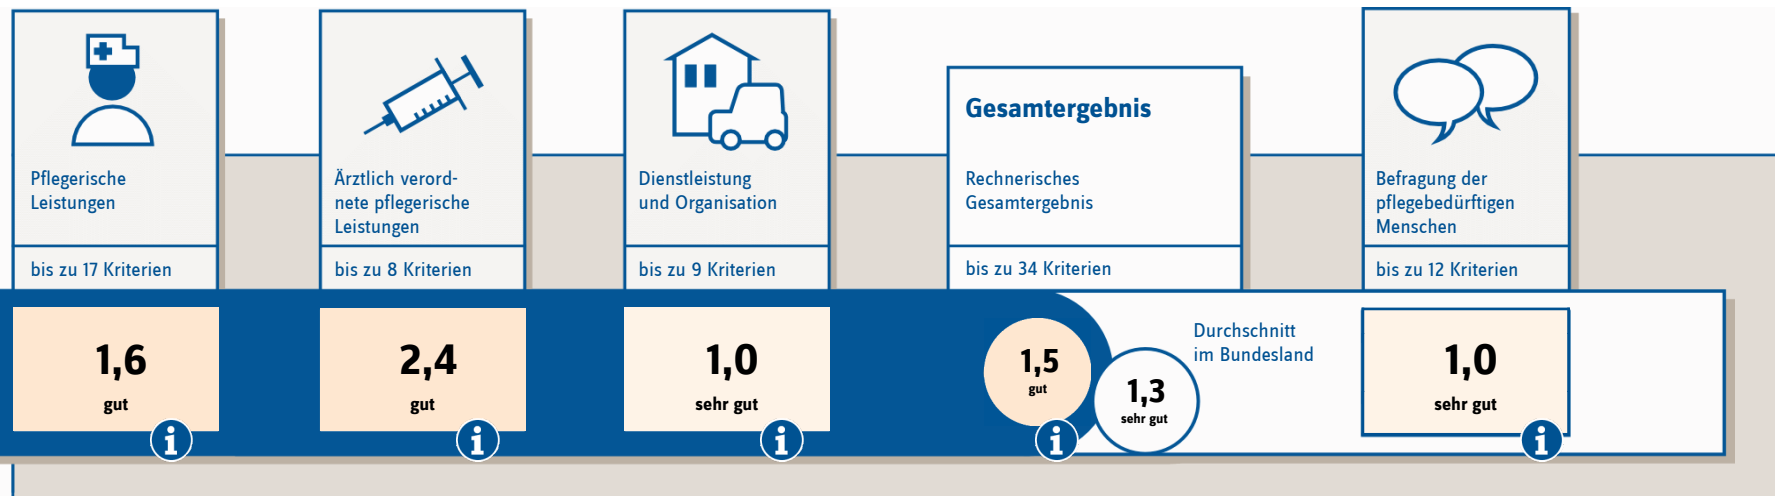 Pflegerische
Leistungen
bis zu 17 Kriterien
1,6
gut
i
Ärztlich verord-
nete pflegerische
Leistungen
bis zu 8 Kriterien
2,4
gut
i
Dienstleistung
und Organisation
bis zu 9 Kriterien
1,0
sehr gut
i
Gesamtergebnis
Rechnerisches
Gesamtergebnis
bis zu 34 Kriterien
1,5
gut
i
1,3
sehr gut
Durchschnitt
im Bundesland
Befragung der
pflegebedürftigen
Menschen
bis zu 12 Kriterien
1,0
sehr gut
i